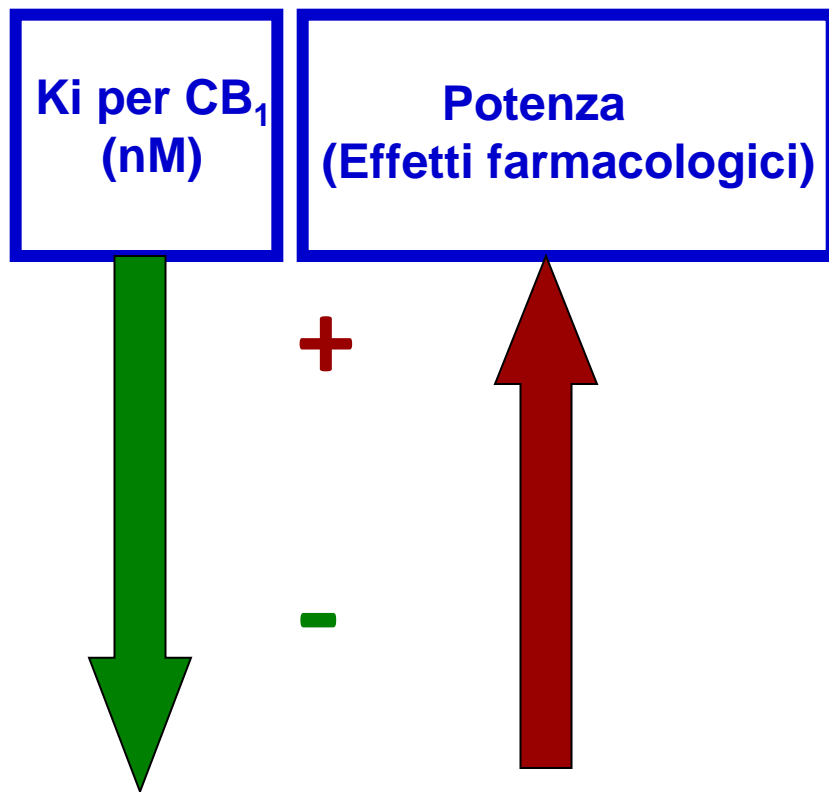 Ki per CB₁
(nM)
Potenza
(Effetti farmacologici)
+
-